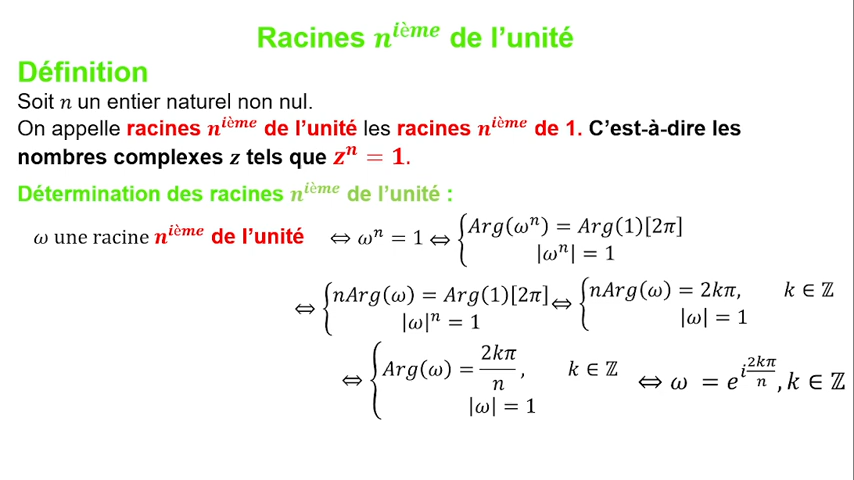 Racines nⁱᵉ̀ᵐᵉ de l’unité
Définition
Soit n un entier naturel non nul.
On appelle racines nⁱᵉ̀ᵐᵉ de l’unité les racines nⁱᵉ̀ᵐᵉ de 1. C’est-à-dire les
nombres complexes z tels que zⁿ = 1.
Détermination des racines nⁱᵉ̀ᵐᵉ de l’unité :
ω une racine nⁱᵉ̀ᵐᵉ de l’unité ⇔ ωⁿ = 1 ⇔ { Arg(ωⁿ) = Arg(1)[2π]
|ωⁿ| = 1
⇔ { nArg(ω) = Arg(1)[2π] ⇔ { nArg(ω) = 2kπ, k ∈ ℤ
|ω|ⁿ = 1 |ω| = 1
⇔ { Arg(ω) = 2kπ/n, k ∈ ℤ ⇔ ω = e^(i2kπ/n), k ∈ ℤ
|ω| = 1